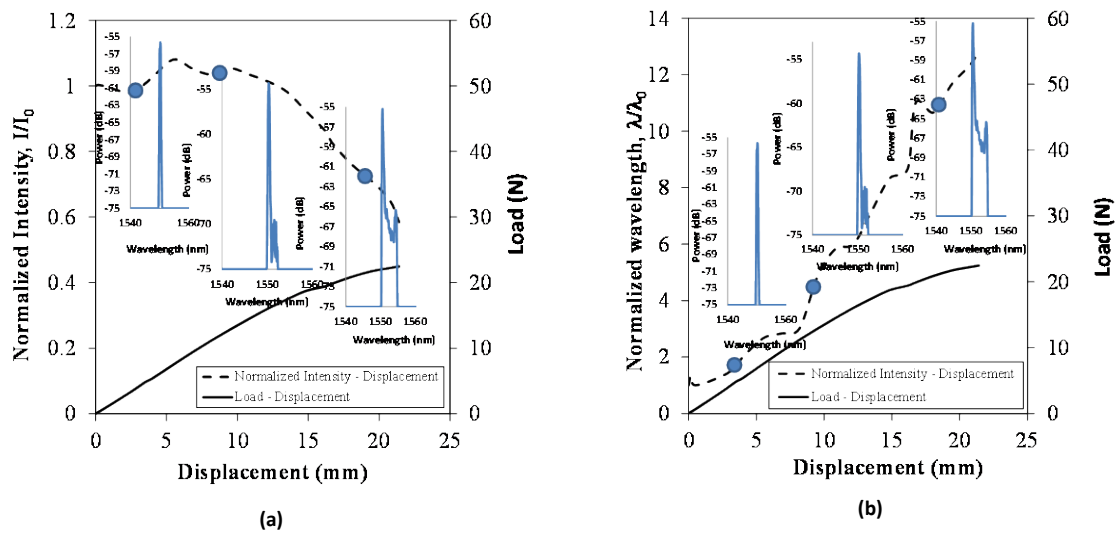 1.2
1
0.8
0.6
0.4
0.2
0
Normalized Intensity, I/I0
60
50
40
30
20
10
0
Load (N)
0 5 10 15 20 25
Displacement (mm)
Normalized Intensity - Displacement
Load - Displacement
-55
-57
-59
-61
-63
-65
-67
-69
-71
-73
-75
Power (dB)
1540 1560
Wavelength (nm)
-55
-60
-65
-70
-75
Power (dB)
1540 1550 1560
Wavelength (nm)
-55
-57
-59
-61
-63
-65
-67
-69
-71
-73
-75
Power (dB)
1540 1550 1560
Wavelength (nm)
(a)
14
12
10
8
6
4
2
0
Normalized wavelength, λ/λ0
60
50
40
30
20
10
0
Load (N)
0 5 10 15 20 25
Displacement (mm)
Normalized Intensity - Displacement
Load - Displacement
-55
-57
-59
-61
-63
-65
-67
-69
-71
-73
-75
Power (dB)
1540 1560
Wavelength (nm)
-55
-60
-65
-70
-75
Power (dB)
1540 1550 1560
Wavelength (nm)
-55
-57
-59
-61
-63
-65
-67
-69
-71
-73
-75
Power (dB)
1540 1550 1560
Wavelength (nm)
(b)